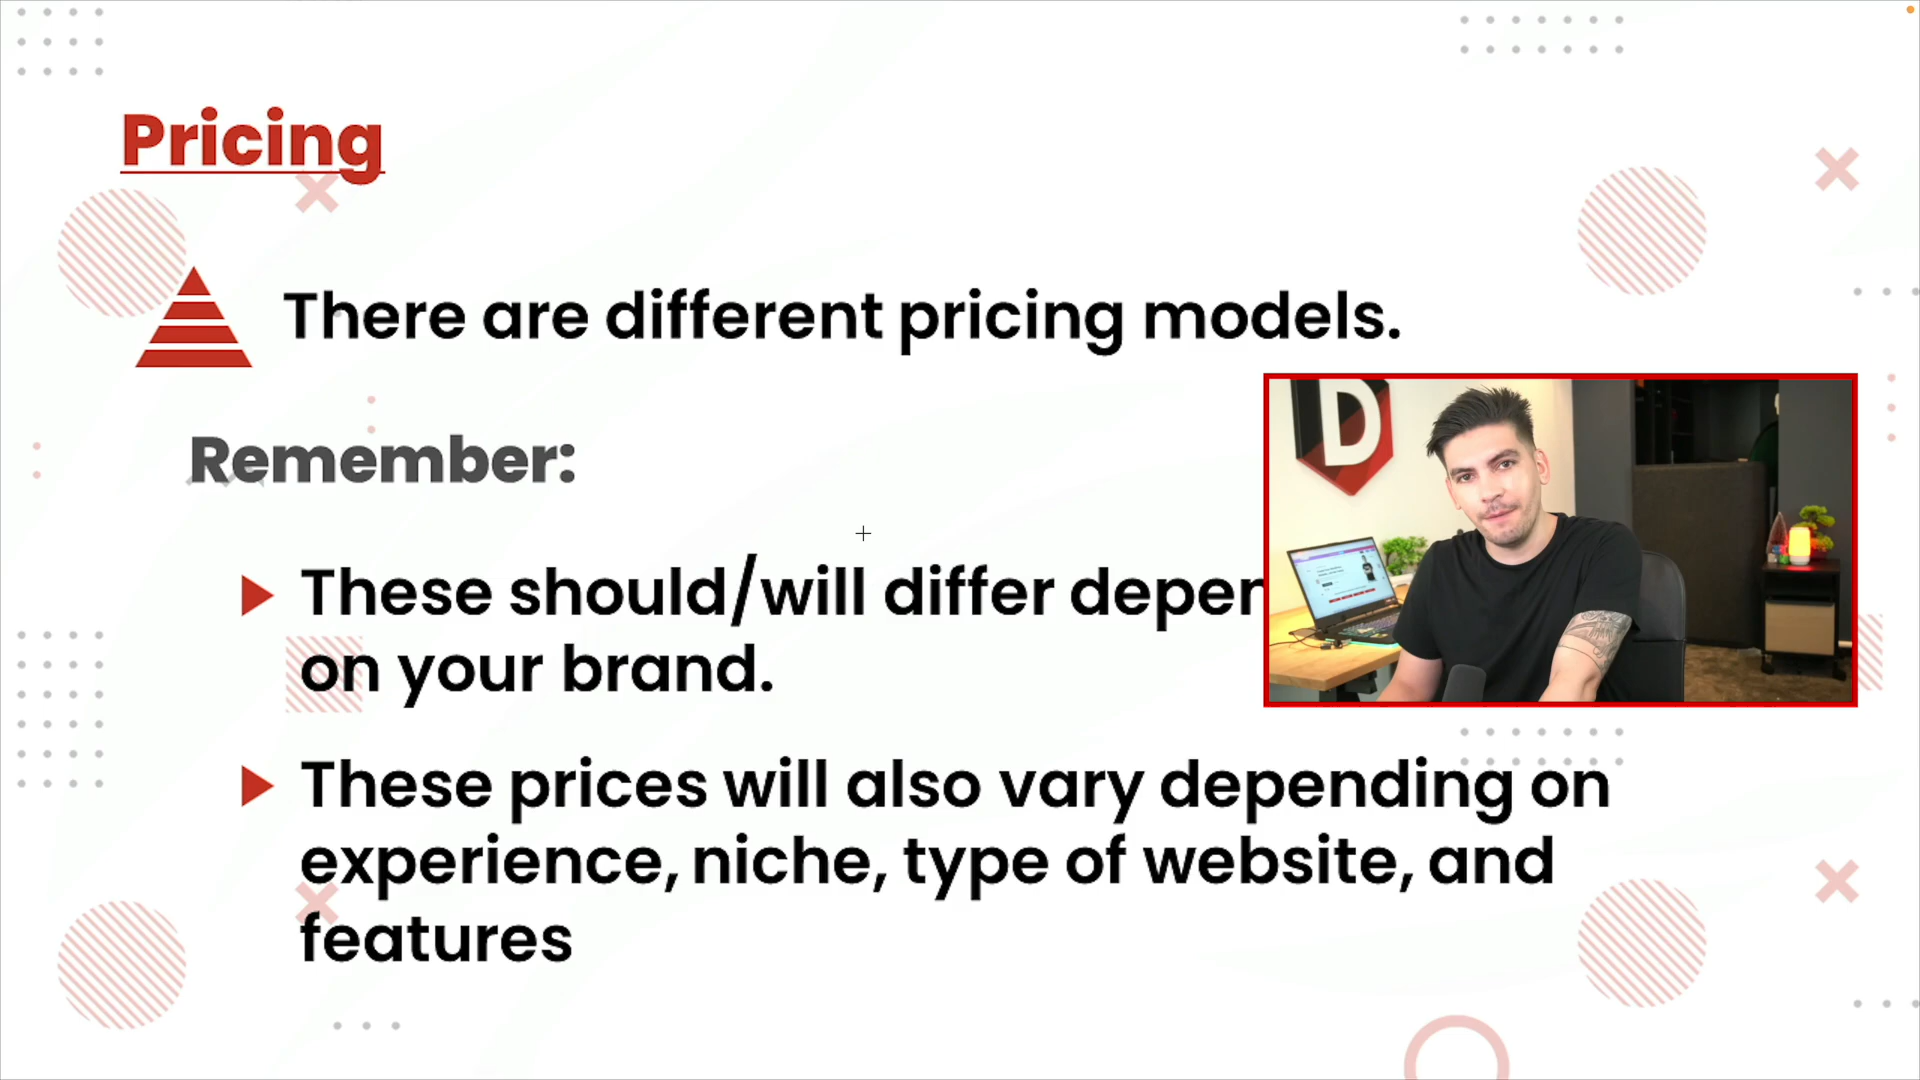 Pricing
There are different pricing models.
Remember:
D
These should/will differ
on your brand.
These prices will also vary depending on
experience, niche, type of website, and
features